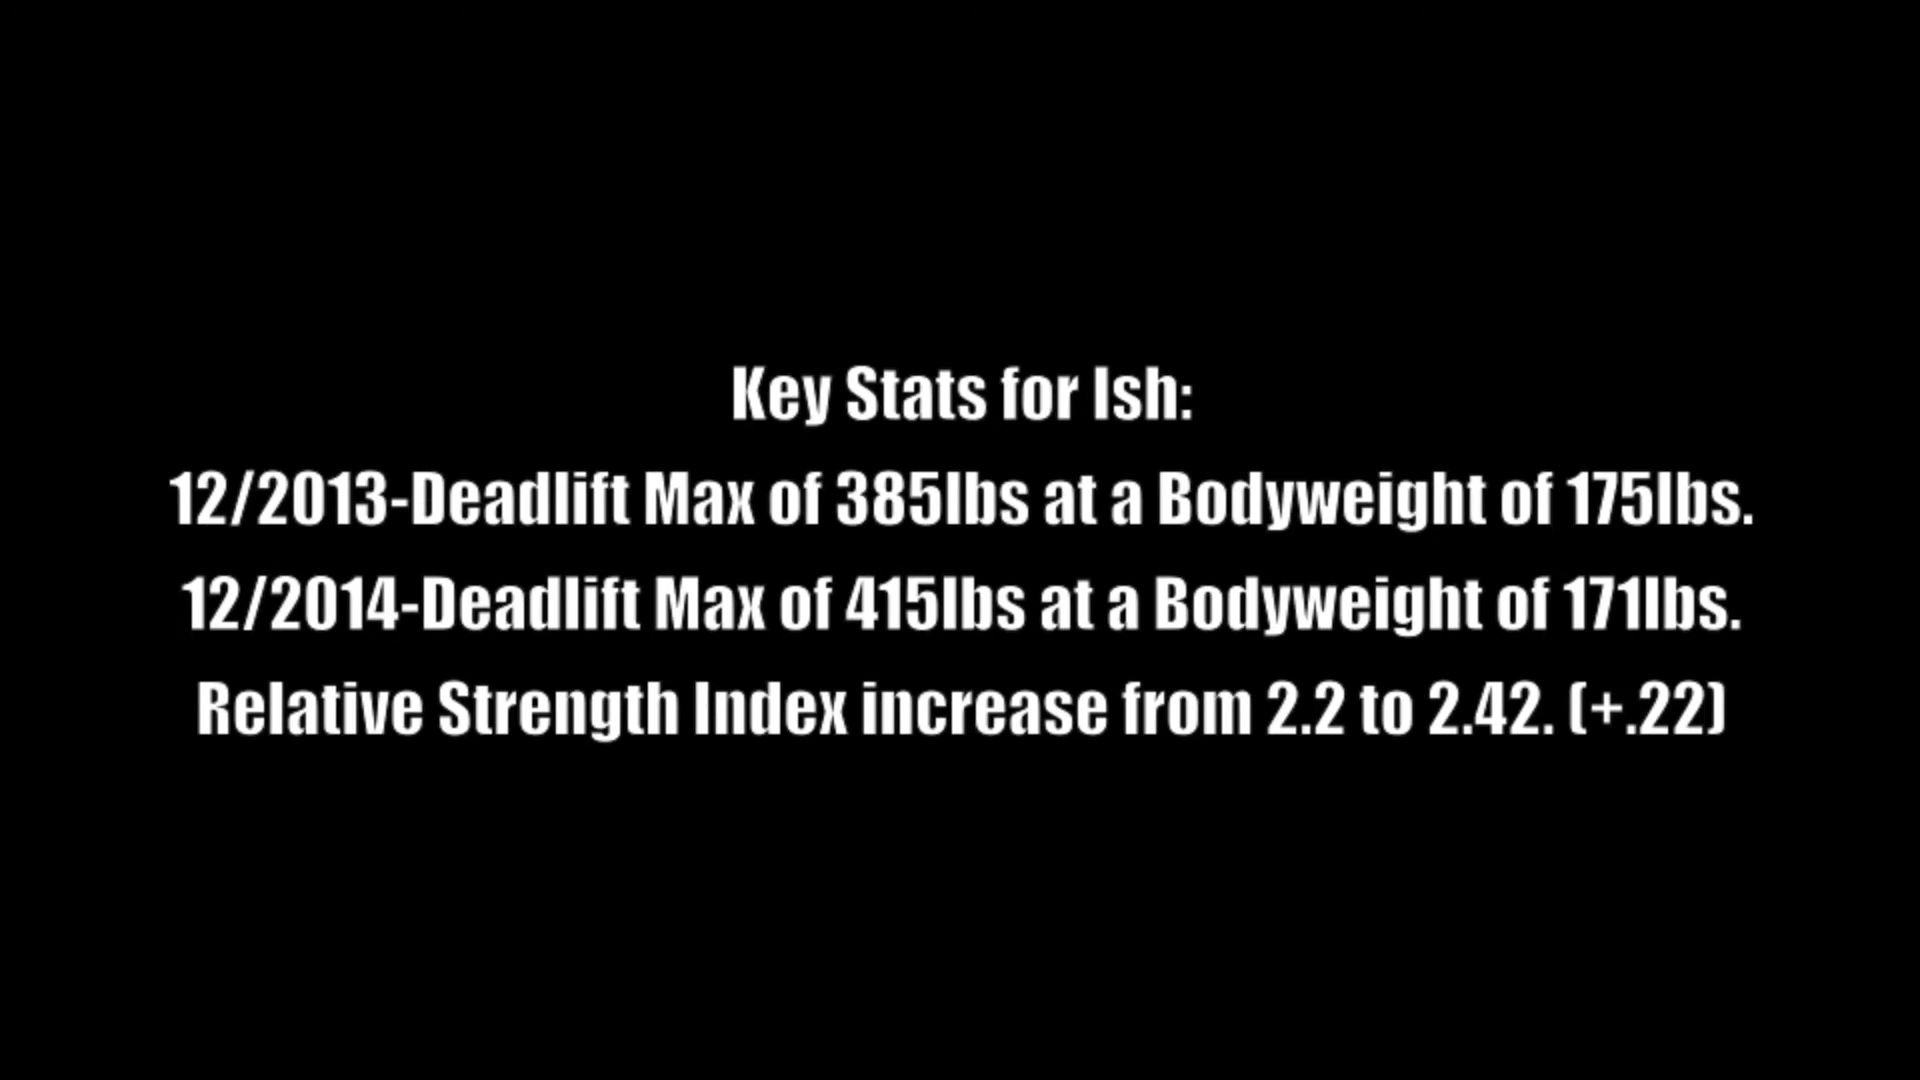 Key Stats for Ish:
12/2013-Deadlift Max of 385lbs at a Bodyweight of 175lbs.
12/2014-Deadlift Max of 415lbs at a Bodyweight of 171lbs.
Relative Strength Index increase from 2.2 to 2.42. (+.22)